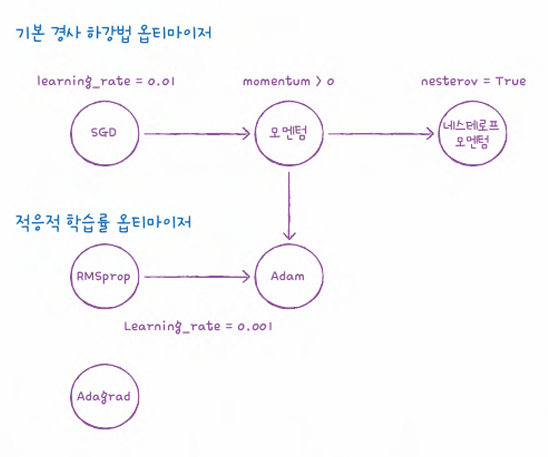 기본 경사 하강법 옵티마이저
learning_rate = 0.01
momentum > 0
nesterov = True
SGD
모멘텀
네스테로프
모멘텀
적응적 학습률 옵티마이저
RMSprop
Adam
Learning_rate = 0.001
Adagrad